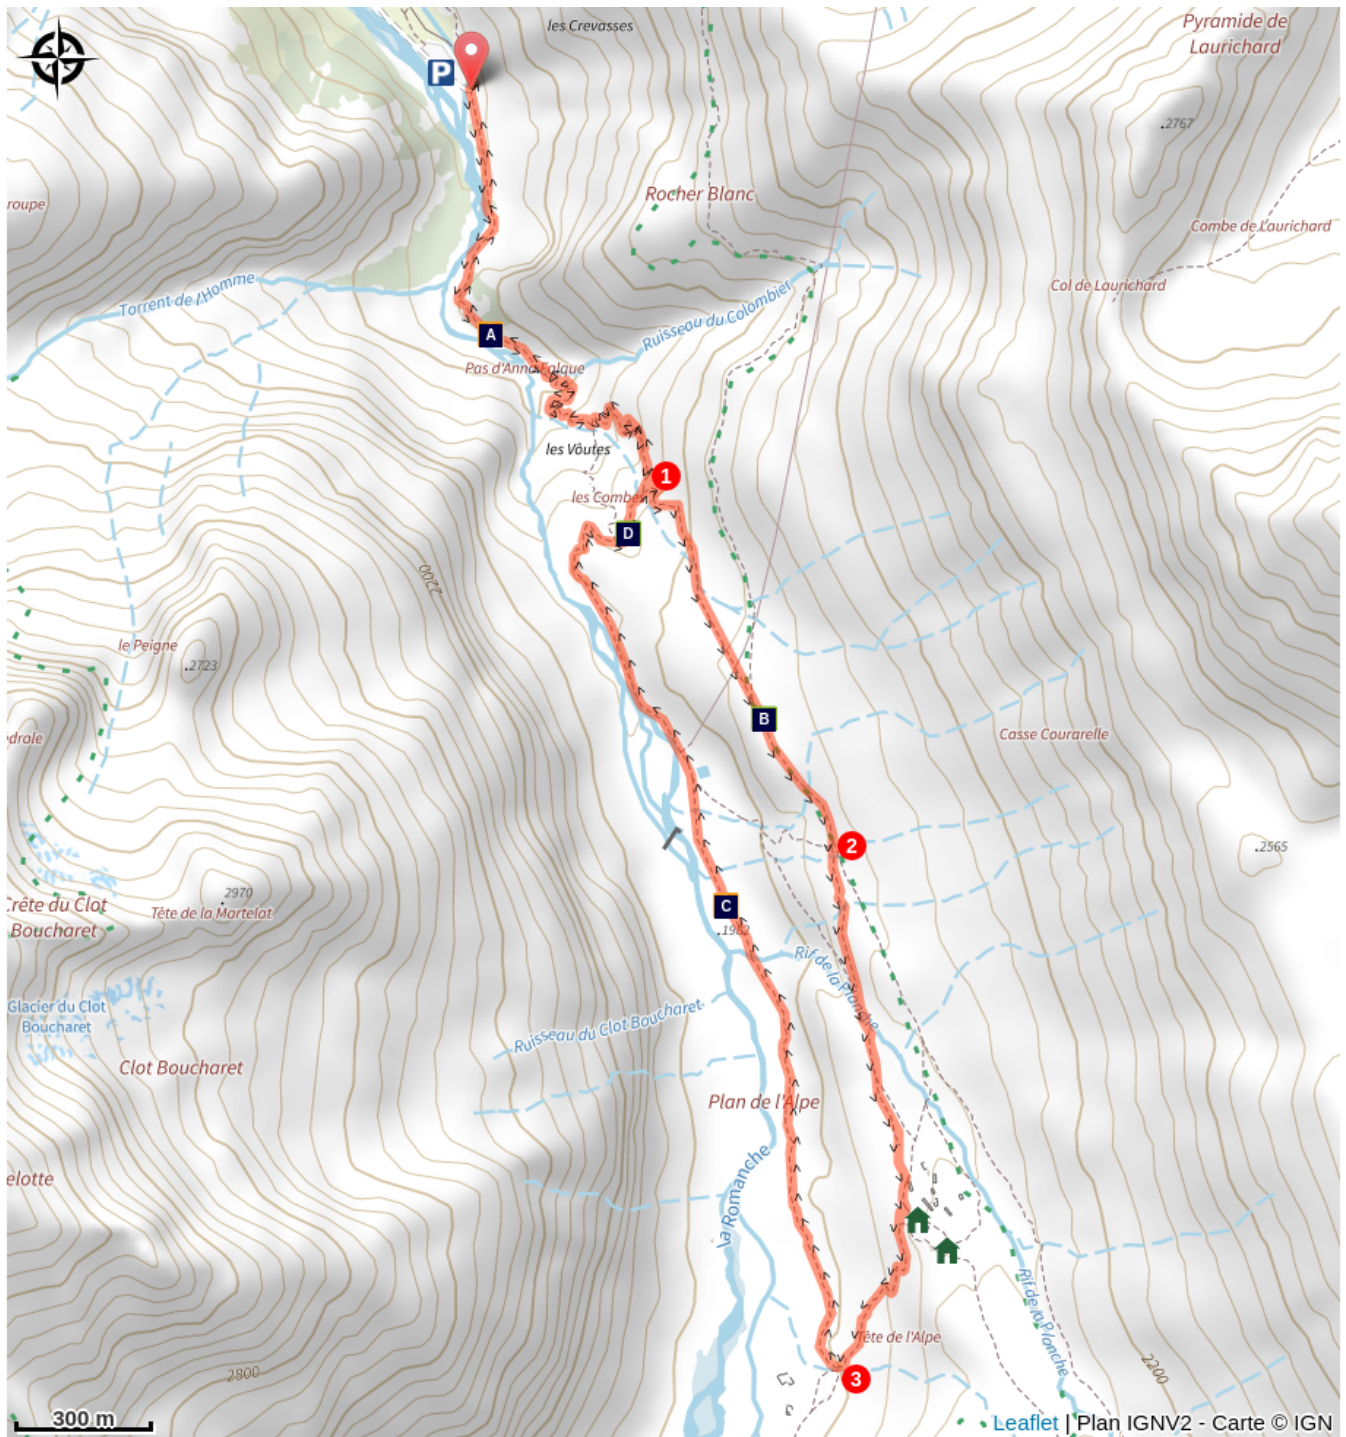 les Crevasses
Pyramide de
Laurichard
P
2767
Rocher Blanc
roupe
Combe de Laurichard
Torrent de l'Homme
Col de Laurichard
Ruisseau du Colombier
A
Pas d'Anna Falque
les Vôutes
1
les Combes
D
2200
le Peigne
2723
B
drale
Casse Courarelle
2
2565
2970
Tête de la Martelat
Crête du Clot
Boucharet
C
1962
Rif de la Planche
Glacier du Clot
Boucharet
Ruisseau du Clot Boucharet
Clot Boucharet
Plan de l'Alpe
elotte
La Romanche
Rif de la Planche
Tête de l'Alpe
2800
2200
3
300 m
Leaflet | Plan IGNV2 - Carte © IGN